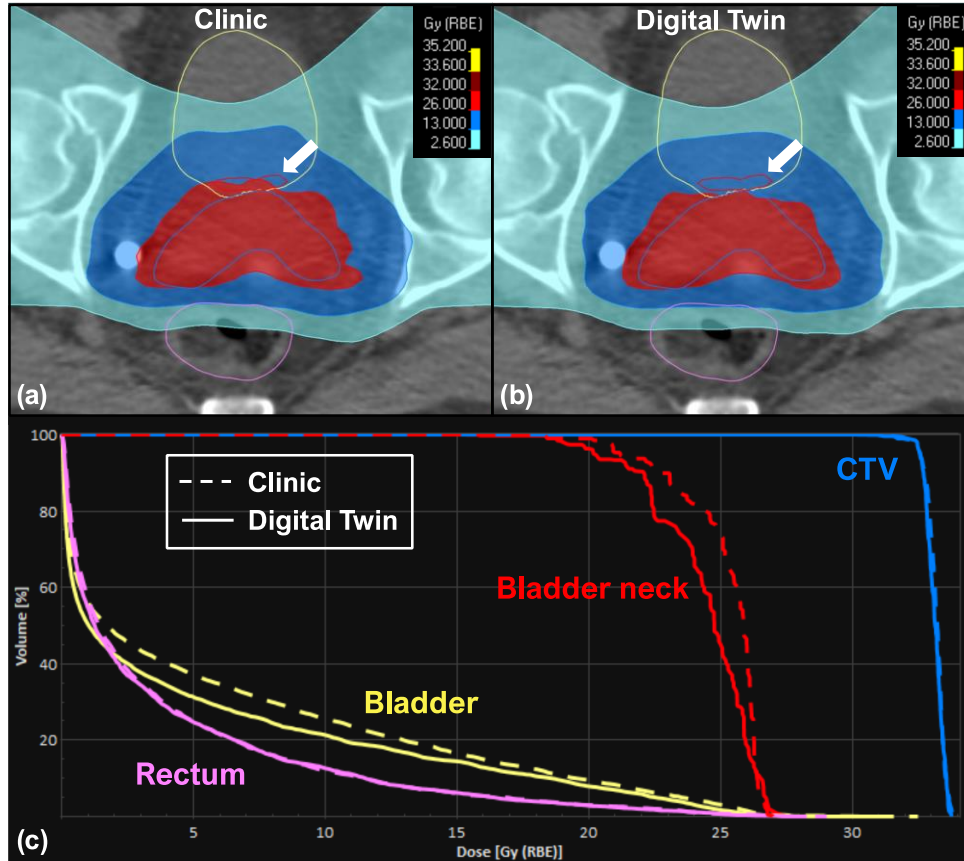 Clinic
Gy (RBE)
35.200
33.600
32.000
26.000
13.000
2.600
(a)
Digital Twin
Gy (RBE)
35.200
33.600
32.000
26.000
13.000
2.600
(b)
100
80
60
40
20
Volume [%]
Clinic
Digital Twin
CTV
Bladder neck
Bladder
Rectum
(c)
5
10
15
20
25
30
Dose [Gy (RBE)]